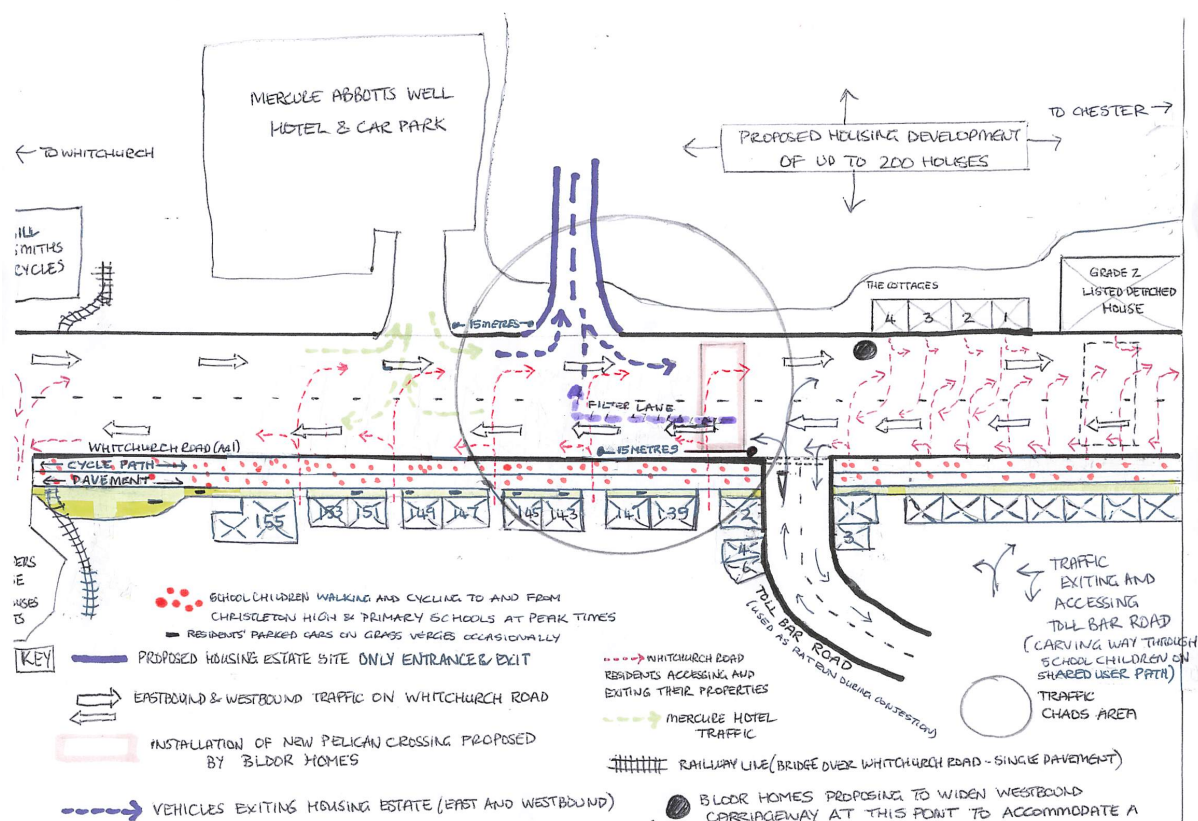 MERCURE ABBOTTS WELL
HOTEL & CAR PARK
TO CHESTER
PROPOSED HOUSING DEVELOPMENT
OF UP TO 200 HOUSES
TO WHITCHURCH
ILL
SMITHS
CYCLES
GRADE 2
LISTED DETACHED
HOUSE
THE COTTAGES
4 3 2 1
15 METRES
FILTER LANE
15 METRES
WHITCHURCH ROAD (A41)
CYCLE PATH
PAVEMENT
155 153 151 149 147 145 143 141 139 2 1
4 3
6
ERS
GE
TS
TOLL BAR ROAD
(USED AS RAT RUN DURING CONGESTION)
TRAFFIC
EXITING AND
ACCESSING
TOLL BAR ROAD
(CARVING WAY THROUGH
SCHOOL CHILDREN ON
SHARED USER PATH)
TRAFFIC
CHAOS AREA
SCHOOL CHILDREN WALKING AND CYCLING TO AND FROM
CHRISTLETON HIGH & PRIMARY SCHOOLS AT PEAK TIMES
RESIDENTS' PARKED CARS ON GRASS VERGES OCCASIONALLY
KEY
PROPOSED HOUSING ESTATE SITE ONLY ENTRANCE & EXIT
EASTBOUND & WESTBOUND TRAFFIC ON WHITCHURCH ROAD
INSTALLATION OF NEW PELICAN CROSSING PROPOSED
BY BLOOR HOMES
VEHICLES EXITING HOUSING ESTATE (EAST AND WESTBOUND)
WHITCHURCH ROAD
RESIDENTS ACCESSING AND
EXITING THEIR PROPERTIES
MERCURE HOTEL
TRAFFIC
RAILWAY LINE (BRIDGE OVER WHITCHURCH ROAD - SINGLE PAVEMENT)
BLOOR HOMES PROPOSING TO WIDEN WESTBOUND
CARRIAGEWAY AT THIS POINT TO ACCOMMODATE A